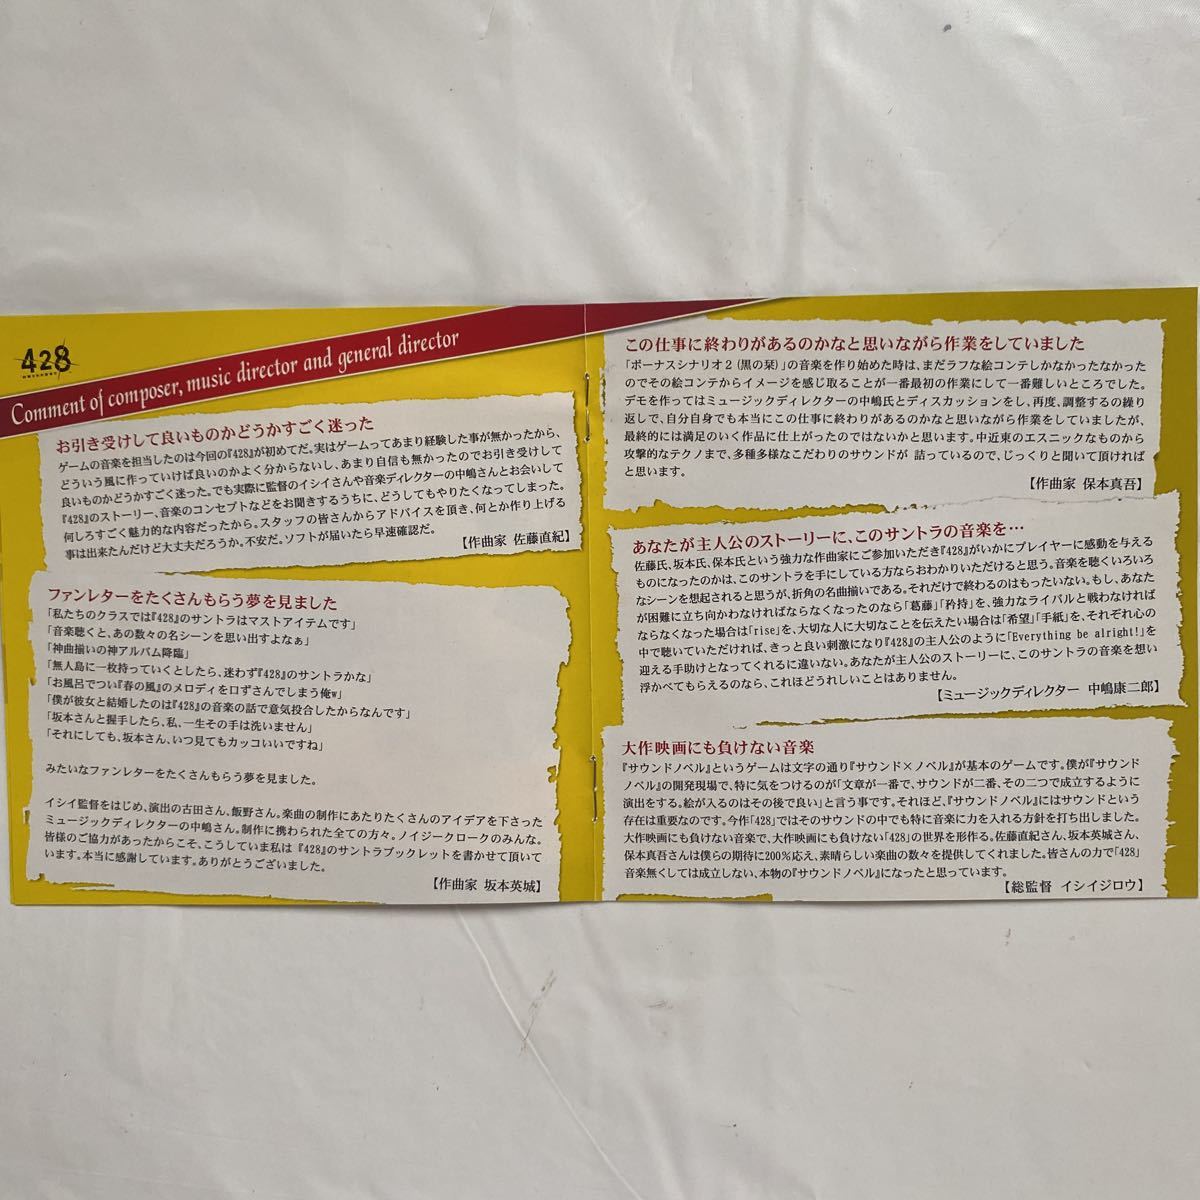 428
Comment of composer, music director and general director
お引き受けして良いものかどうかすごく迷った
ゲームの音楽を担当したのは今回の『428』が初めてだ。実はゲームってあまり経験した事が無かったから、
どういう風に作っていけば良いのかよく分からないし、あまり自信も無かったのでお引き受けして
良いものかどうかすごく迷った。でも実際に監督のイシイさんや音楽ディレクターの中嶋さんとお会いして
『428』のストーリー、音楽のコンセプトなどをお聞きするうちに、どうしてもやりたくなってしまった。
何しろすごく魅力的な内容だったから。スタッフの皆さんからアドバイスを頂き、何とか作り上げる
事は出来たんだけど大丈夫だろうか。不安だ。ソフトが届いたら早速確認だ。
【作曲家 佐藤直紀】
ファンレターをたくさんもらう夢を見ました
「私たちのクラスでは『428』のサントラはマストアイテムです」
「音楽聴くと、あの数々の名シーンを思い出すよなぁ」
「神曲揃いの神アルバム降臨」
「無人島に一枚持っていくとしたら、迷わず『428』のサントラかな」
「お風呂でつい『春の風』のメロディを口ずさんでしまう俺w」
「僕が彼女と結婚したのは『428』の音楽の話で意気投合したからなんです」
「坂本さんと握手したら、私、一生その手は洗いません」
「それにしても、坂本さん、いつ見てもカッコいいですね」
みたいなファンレターをたくさんもらう夢を見ました。
イシイ監督をはじめ、演出の古田さん、飯野さん。楽曲の制作にあたりたくさんのアイデアを下さった
ミュージックディレクターの中嶋さん。制作に携わられた全ての方々。ノイジークロークのみんな。
皆様のご協力があったからこそ、こうしていま私は『428』のサントラブックレットを書かせて頂いて
います。本当に感謝しています。ありがとうございました。
【作曲家 坂本英城】
この仕事に終わりがあるのかなと思いながら作業をしていました
「ボーナスシナリオ2(黒の栞)」の音楽を作り始めた時は、まだラフな絵コンテしかなかったなかった
のでその絵コンテからイメージを感じ取ることが一番最初の作業にして一番難しいところでした。
デモを作ってはミュージックディレクターの中嶋氏とディスカッションをし、再度、調整するの繰り
返しで、自分自身でも本当にこの仕事に終わりがあるのかなと思いながら作業をしていましたが、
最終的には満足のいく作品に仕上がったのではないかと思います。中近東のエスニックなものから
攻撃的なテクノまで、多種多様なこだわりのサウンドが 詰っているので、じっくりと聞いて頂ければ
と思います。
【作曲家 保本真吾】
あなたが主人公のストーリーに、このサントラの音楽を…
佐藤氏、坂本氏、保本氏という強力な作曲家にご参加いただき『428』がいかにプレイヤーに感動を与える
ものになったのかは、このサントラを手にしている方ならおわかりいただけると思う。音楽を聴くいろいろ
なシーンを想起されると思うが、折角の名曲揃いである。それだけで終わるのはもったいない。もし、あなた
が困難に立ち向かわなければならなくなったのなら「葛藤」「矜持」を、強力なライバルと戦わなければ
ならなくなった場合は「rise」を、大切な人に大切なことを伝えたい場合は「希望」「手紙」を、それぞれ心の
中で聴いていただければ、きっと良い刺激になり『428』の主人公のように「Everything be alright!」を
迎える手助けとなってくれるに違いない。あなたが主人公のストーリーに、このサントラの音楽を想い
浮かべてもらえるのなら、これほどうれしいことはありません。
【ミュージックディレクター 中嶋康二郎】
大作映画にも負けない音楽
『サウンドノベル』というゲームは文字の通り『サウンド×ノベル』が基本のゲームです。僕が『サウンド
ノベル』の開発現場で、特に気をつけるのが「文章が一番で、サウンドが二番、その二つで成立するように
演出をする。絵が入るのはその後で良い」と言う事です。それほど、『サウンドノベル』にはサウンドという
存在は重要なのです。今作「428」ではそのサウンドの中でも特に音楽に力を入れる方針を打ち出しました。
大作映画にも負けない音楽で、大作映画にも負けない「428」の世界を形作る。佐藤直紀さん、坂本英城さん、
保本真吾さんは僕らの期待に200%応え、素晴らしい楽曲の数々を提供してくれました。皆さんの力で「428」
音楽無くしては成立しない、本物の『サウンドノベル』になったと思っています。
【総監督 イシイジロウ】